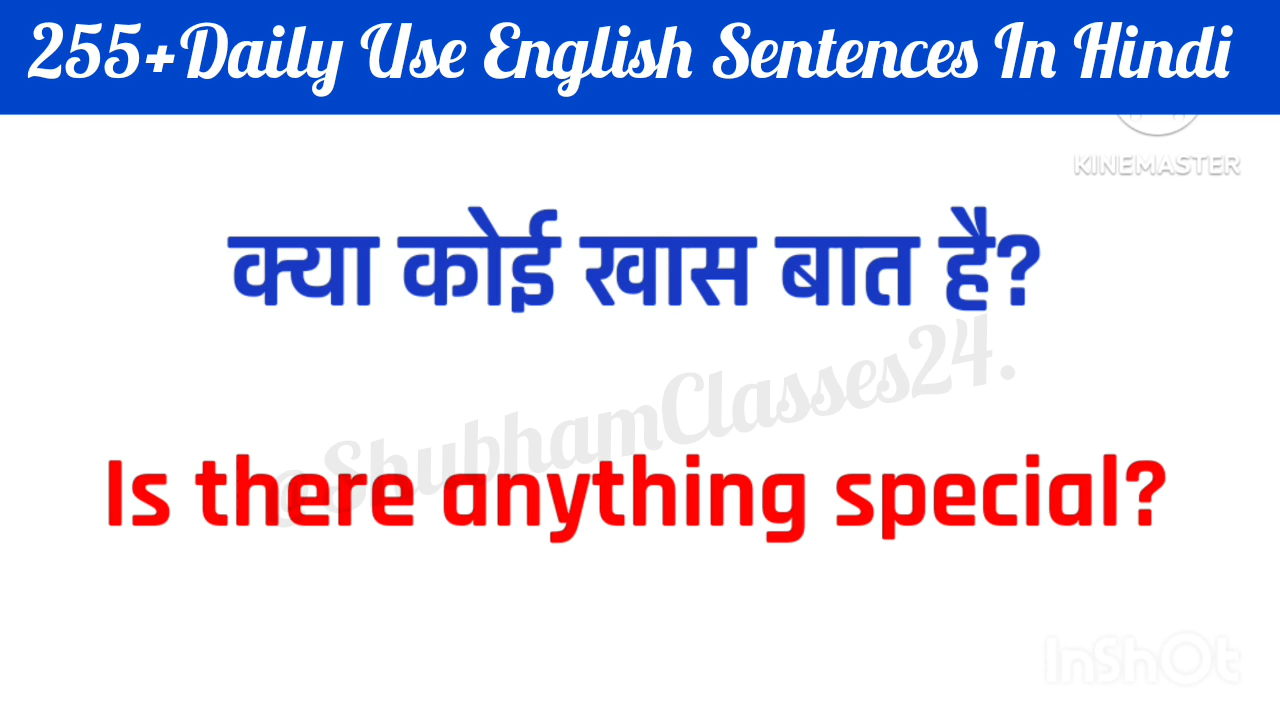 255+Daily Use English Sentences In Hindi
KINEMASTER
क्या कोई खास बात है?
©ShubhamClasses24.
Is there anything special?
InShOt